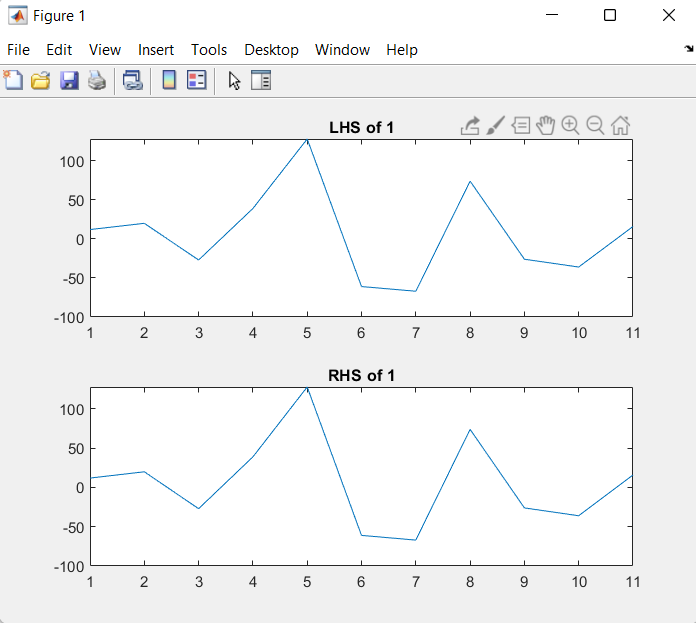 Figure 1
File Edit View Insert Tools Desktop Window Help
LHS of 1
100
50
0
-50
-100
1 2 3 4 5 6 7 8 9 10 11
RHS of 1
100
50
0
-50
-100
1 2 3 4 5 6 7 8 9 10 11